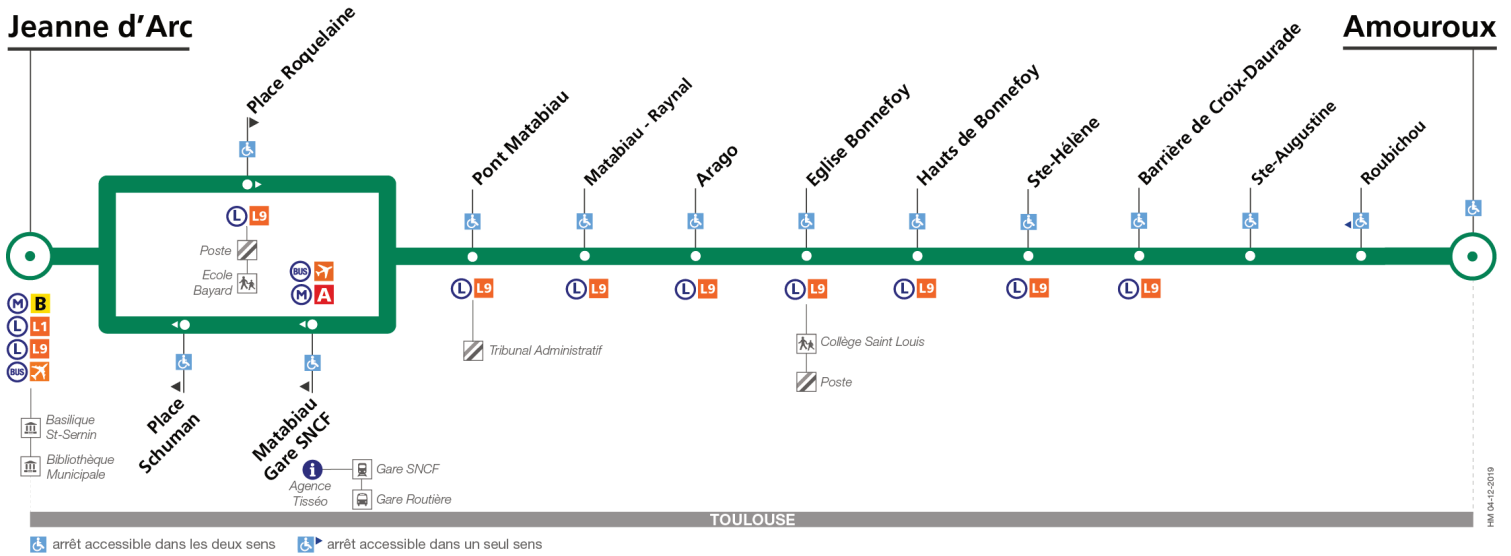 Jeanne d’Arc
Amouroux
Place Roquelaine
Pont Matabiau
Matabiau - Raynal
Arago
Eglise Bonnefoy
Hauts de Bonnefoy
Ste-Hélène
Barrière de Croix-Daurade
Ste-Augustine
Roubichou
L L9
Poste
Ecole
Bayard
BUS
M A
M B
L L1
L L9
BUS
L L9
L L9
L L9
L L9
L L9
L L9
L L9
Tribunal Administratif
Collège Saint Louis
Poste
Place
Schuman
Matabiau
Gare SNCF
Basilique
St-Sernin
Bibliothèque
Municipale
i
Agence
Tisséo
Gare SNCF
Gare Routière
HM 04-12-2019
TOULOUSE
arrêt accessible dans les deux sens
arrêt accessible dans un seul sens